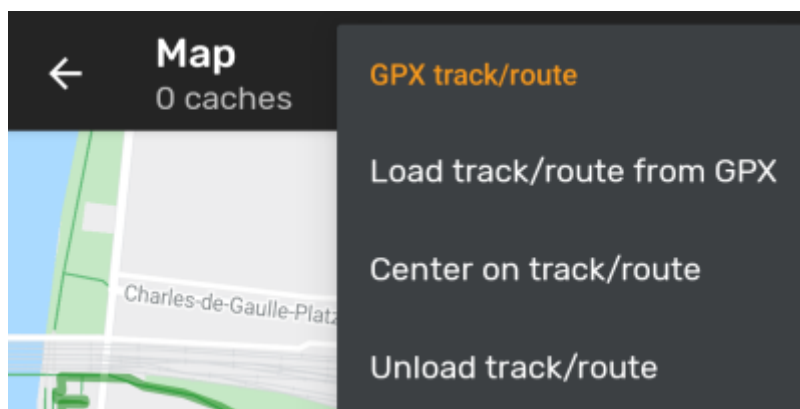 Map
0 caches
GPX track/route
Load track/route from GPX
Center on track/route
Unload track/route
Charles-de-Gaulle-Platz